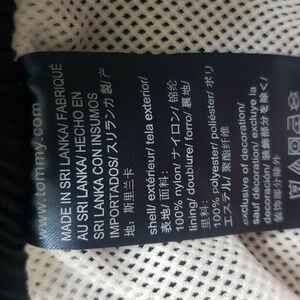 www.tommy.com
MADE IN SRI LANKA/ FABRIQUÉ
AU SRI LANKA/ HECHO EN
SRI LANKA CON INSUMOS
IMPORTADOS/ スリランカ 製/ 产
地: 斯里兰卡
shell/ extérieur/ tela exterior/
表地/ 面料:
100% nylon/ ナイロン/ 锦纶
lining/ doublure/ forro/ 裏地/
里料:
100% polyester/ poliéster/ ポリ
エステル/ 聚酯纤维
exclusive of decoration/
sauf décoration/ excluye la
decoración/ 装飾部分を除く/
装饰部分除外